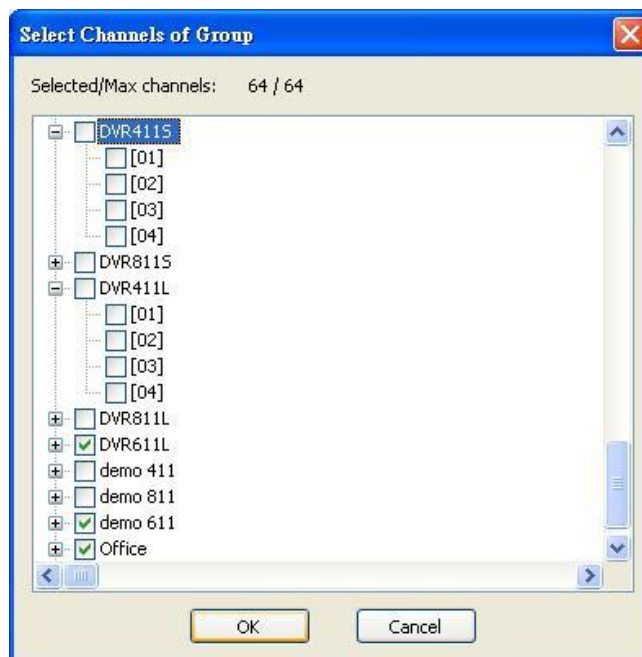 Select Channels of Group
Selected/Max channels: 64 / 64
DVR411S
[01]
[02]
[03]
[04]
DVR811S
DVR411L
[01]
[02]
[03]
[04]
DVR811L
DVR611L
demo 411
demo 811
demo 611
Office
OK Cancel